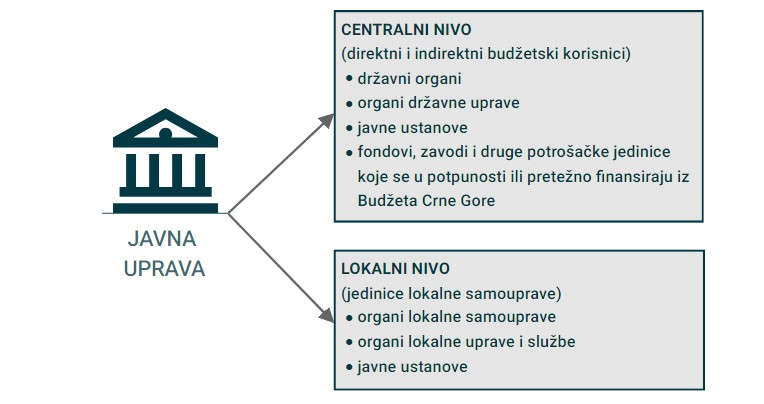 CENTRALNI NIVO
(direktni i indirektni budžetski korisnici)
• državni organi
• organi državne uprave
• javne ustanove
• fondovi, zavodi i druge potrošačke jedinice
koje se u potpunosti ili pretežno finansiraju iz
Budžeta Crne Gore
JAVNA
UPRAVA
LOKALNI NIVO
(jedinice lokalne samouprave)
• organi lokalne samouprave
• organi lokalne uprave i službe
• javne ustanove